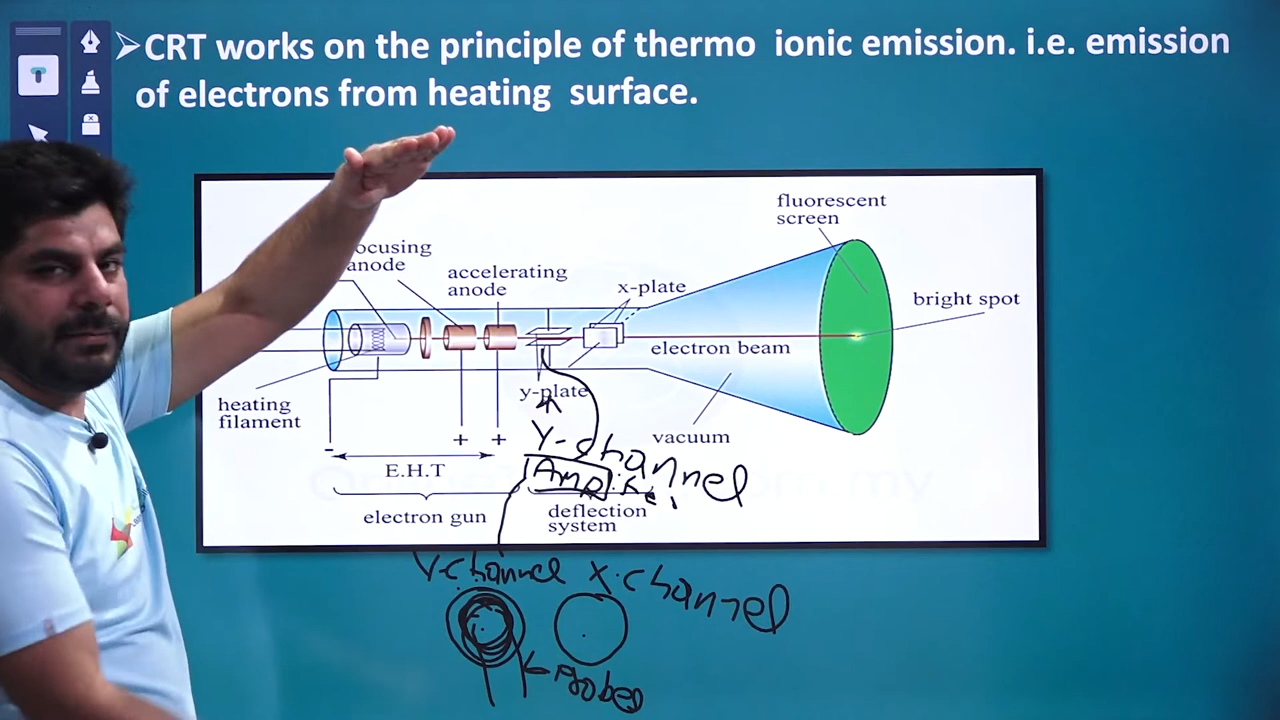 ➢CRT works on the principle of thermo ionic emission. i.e. emission
of electrons from heating surface.
fluorescent
screen
ocusing
anode
accelerating
anode
x-plate
bright spot
electron beam
y-plate
heating
filament
vacuum
- + +
Y-channel
E.H.T
electron gun
deflection
system
Y-channel X-channel
Probes